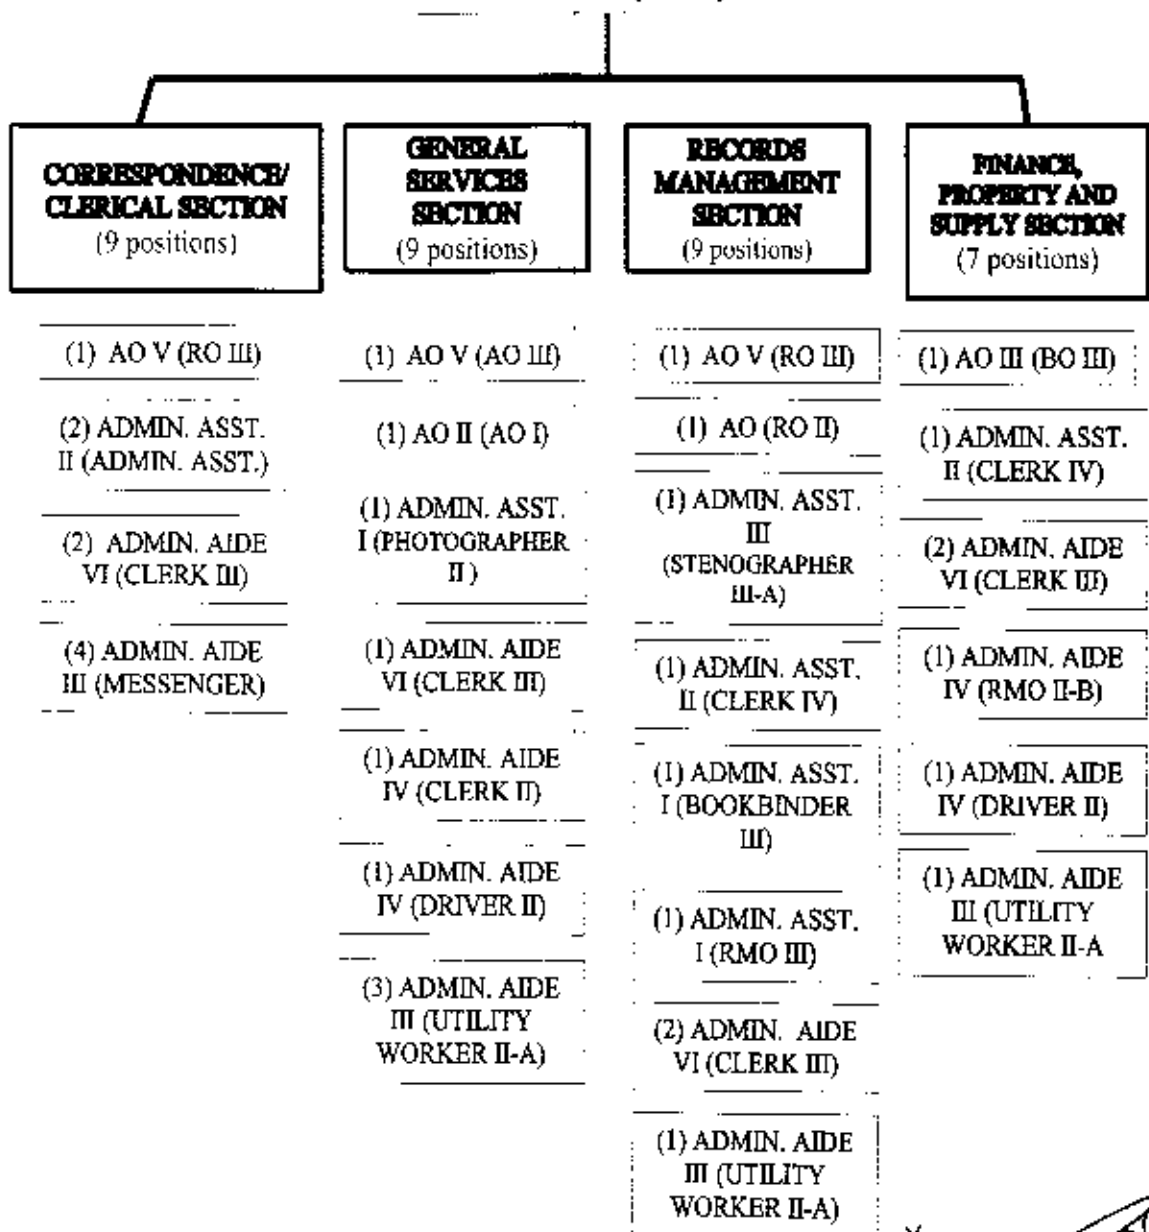 CORRESPONDENCE/
CLERICAL SECTION
(9 positions)
(1) AO V (RO III)
(2) ADMIN. ASST.
II (ADMIN. ASST.)
(2) ADMIN. AIDE
VI (CLERK III)
(4) ADMIN. AIDE
III (MESSENGER)
GENERAL
SERVICES
SECTION
(9 positions)
(1) AO V (AO III)
(1) AO II (AO I)
(1) ADMIN. ASST.
I (PHOTOGRAPHER
II )
(1) ADMIN. AIDE
VI (CLERK III)
(1) ADMIN. AIDE
IV (CLERK II)
(1) ADMIN. AIDE
IV (DRIVER II)
(3) ADMIN. AIDE
III (UTILITY
WORKER II-A)
RECORDS
MANAGEMENT
SECTION
(9 positions)
(1) AO V (RO III)
(1) AO (RO II)
(1) ADMIN. ASST.
III
(STENOGRAPHER
III-A)
(1) ADMIN. ASST.
II (CLERK IV)
(1) ADMIN. ASST.
I (BOOKBINDER
III)
(1) ADMIN. ASST.
I (RMO III)
(2) ADMIN. AIDE
VI (CLERK III)
(1) ADMIN. AIDE
III (UTILITY
WORKER II-A)
FINANCE,
PROPERTY AND
SUPPLY SECTION
(7 positions)
(1) AO III (BO III)
(1) ADMIN. ASST.
II (CLERK IV)
(2) ADMIN. AIDE
VI (CLERK III)
(1) ADMIN. AIDE
IV (RMO II-B)
(1) ADMIN. AIDE
IV (DRIVER II)
(1) ADMIN. AIDE
III (UTILITY
WORKER II-A